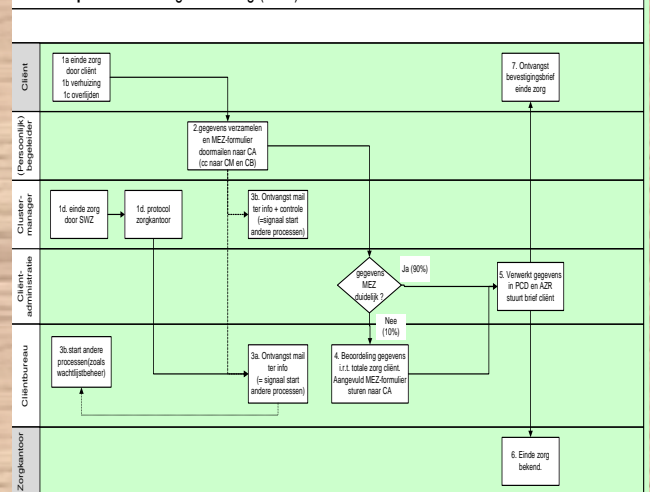 Cliënt
1a einde zorg
door cliënt
1b verhuizing
1c overlijden
7. Ontvangst
bevestigingsbrief
einde zorg
(Persoonlijk)
begeleider
2.gegevens verzamelen
en MEZ-formulier
doormailen naar CA
(cc naar CM en CB)
Cluster-
manager
1d. einde zorg
door SWZ
1d. protocol
zorgkantoor
3b. Ontvangst mail
ter info + controle
(=signaal start
andere processen)
Cliënt-
administratie
gegevens
MEZ
duidelijk ?
Ja (90%)
Nee
(10%)
5. Verwerkt gegevens
in PCD en AZR
stuurt brief cliënt
Cliëntbureau
3b.start andere
processen(zoals
wachtlijstbeheer)
3a. Ontvangst mail
ter info
(= signaal start
andere processen)
4. Beoordeling gegevens
i.r.t. totale zorg cliënt.
Aangevuld MEZ-formulier
sturen naar CA
Zorgkantoor
6. Einde zorg
bekend.